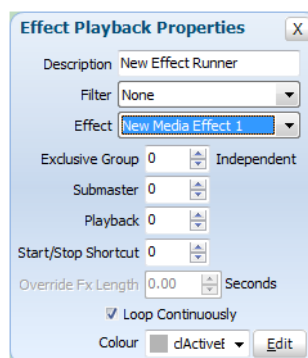 Effect Playback Properties X
Description New Effect Runner
Filter None
Effect New Media Effect 1
Exclusive Group 0 Independent
Submaster 0
Playback 0
Start/Stop Shortcut 0
Override Fx Length 0.00 Seconds
Loop Continuously
Colour clActiveE Edit